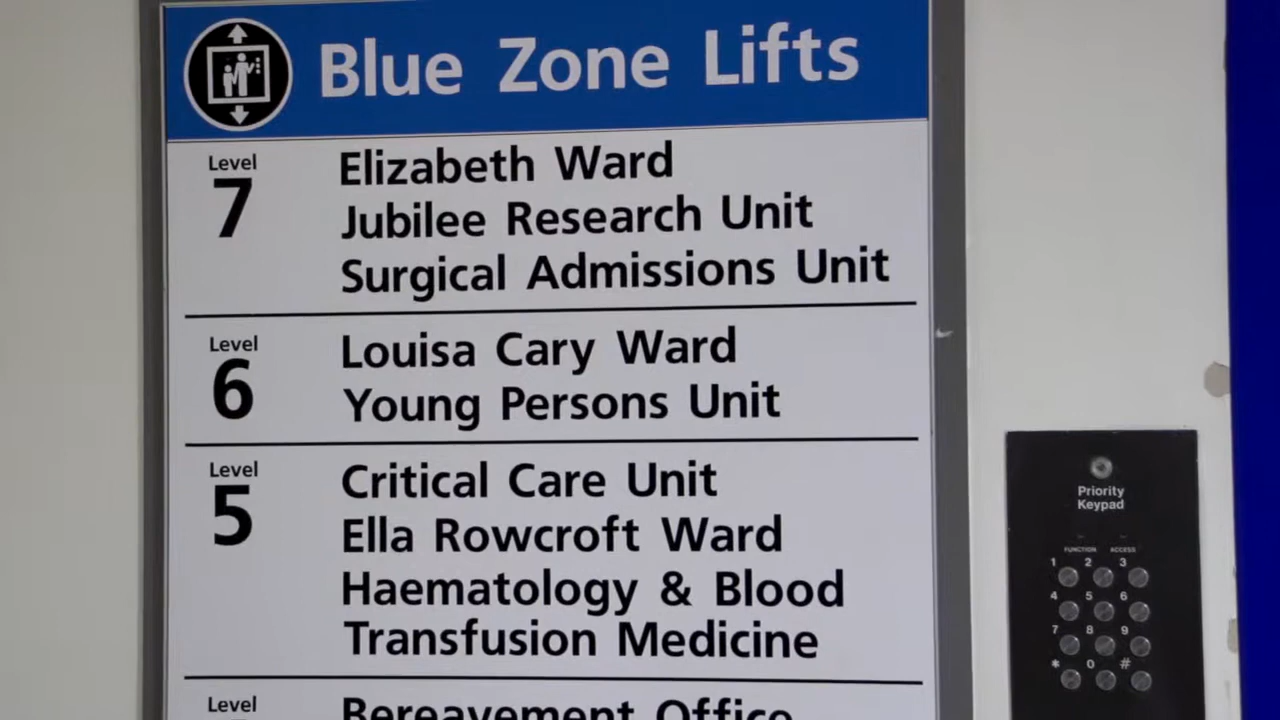 Blue Zone Lifts
Level
7
Elizabeth Ward
Jubilee Research Unit
Surgical Admissions Unit
Level
6
Louisa Cary Ward
Young Persons Unit
Level
5
Critical Care Unit
Ella Rowcroft Ward
Haematology & Blood
Transfusion Medicine
Level
Bereavement Office
Priority
Keypad
FUNCTION ACCESS
1 2 3
4 5 6
7 8 9
* 0 #